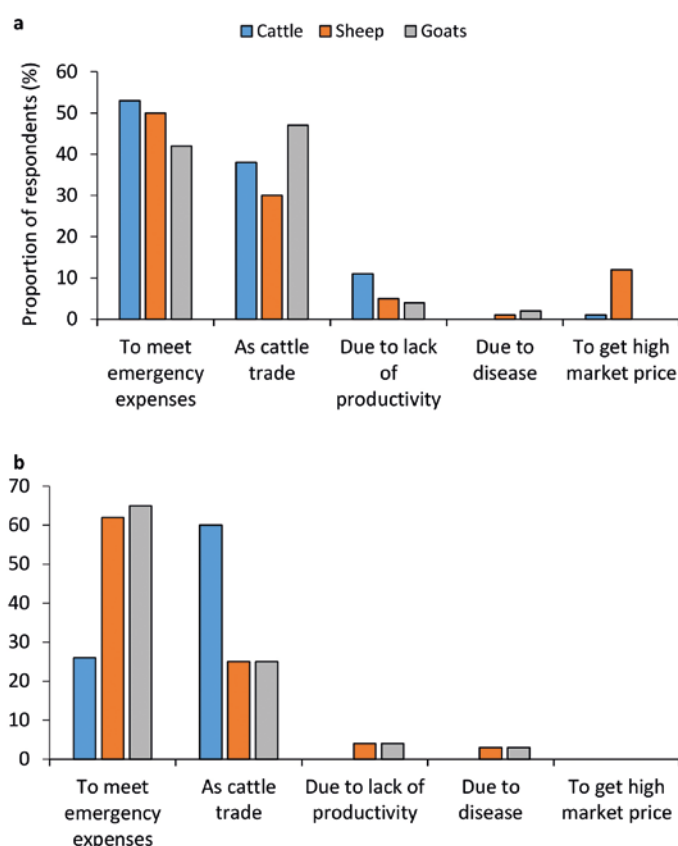 a
Cattle Sheep Goats
Proportion of respondents (%)
60
50
40
30
20
10
0
To meet emergency expenses
As cattle trade
Due to lack of productivity
Due to disease
To get high market price
b
70
60
50
40
30
20
10
0
To meet emergency expenses
As cattle trade
Due to lack of productivity
Due to disease
To get high market price